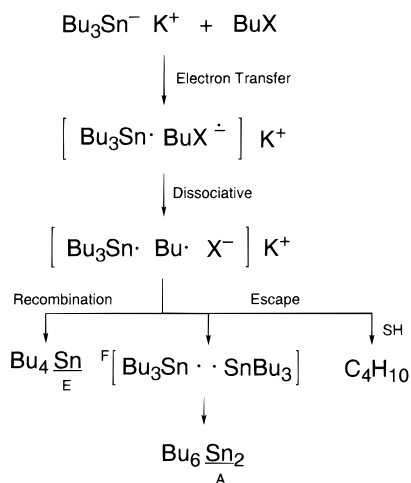 Bu₃Sn⁻ K⁺ + BuX
Electron Transfer
[ Bu₃Sn· BuX ∸ ] K⁺
Dissociative
[ Bu₃Sn· Bu· X⁻ ] K⁺
Recombination Escape
SH
Bu₄ Sn F[ Bu₃Sn · · SnBu₃ ] C₄H₁₀
E
Bu₆ Sn₂
A